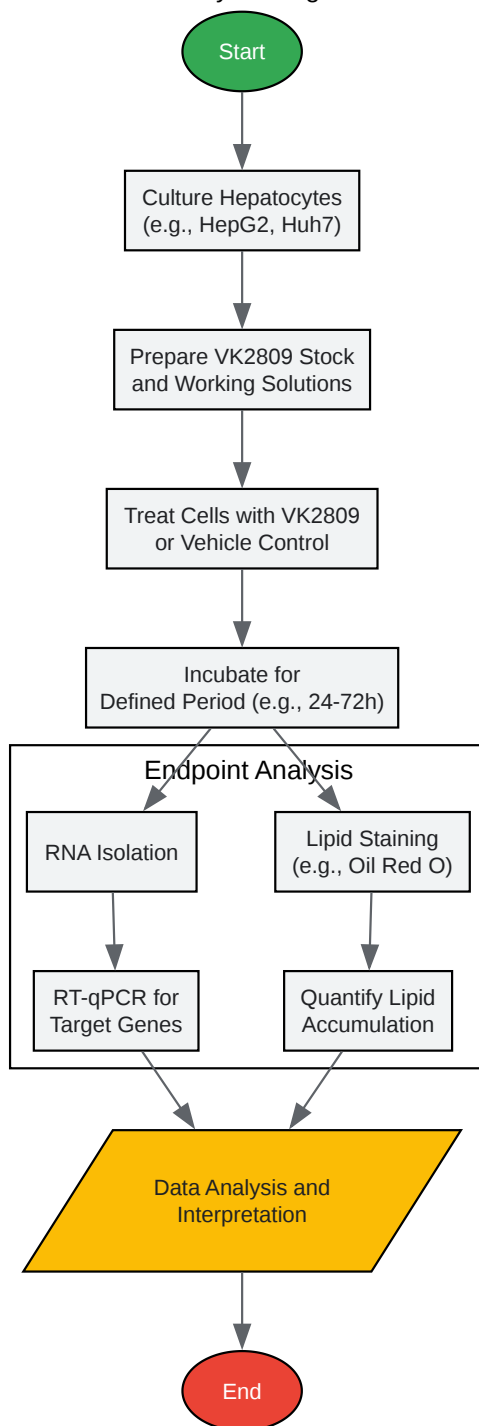 Start
Culture Hepatocytes
(e.g., HepG2, Huh7)
Prepare VK2809 Stock
and Working Solutions
Treat Cells with VK2809
or Vehicle Control
Incubate for
Defined Period (e.g., 24-72h)
Endpoint Analysis
RNA Isolation
Lipid Staining
(e.g., Oil Red O)
RT-qPCR for
Target Genes
Quantify Lipid
Accumulation
Data Analysis and
Interpretation
End